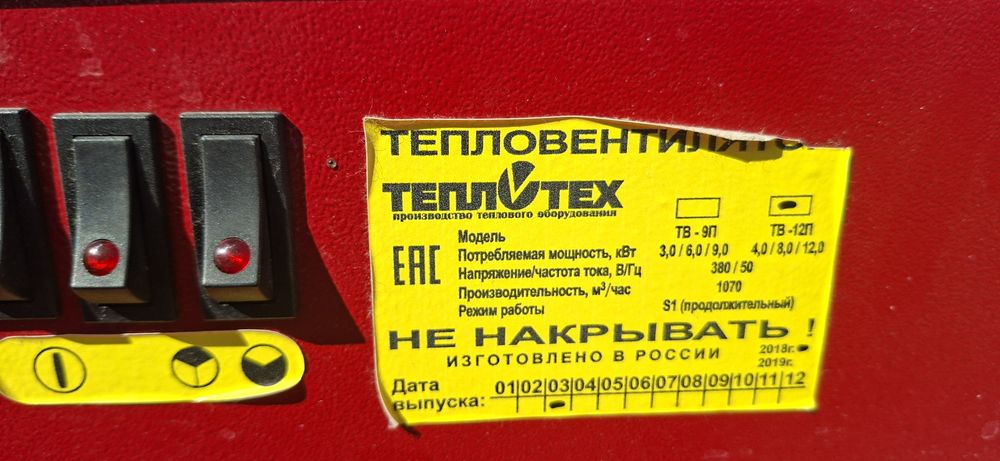 ТЕПЛОВЕНТИЛЯТОР
ТЕПЛОТЕХ
производство теплового оборудования
ЕАС
Модель ТВ - 9П ТВ -12П
Потребляемая мощность, кВт 3,0 / 6,0 / 9,0 4,0 / 8,0 / 12,0
Напряжение/частота тока, В/Гц 380 / 50
Производительность, м³/час 1070
Режим работы S1 (продолжительный)
НЕ НАКРЫВАТЬ !
ИЗГОТОВЛЕНО В РОССИИ 2018г.
2019г.
Дата
выпуска: 01 02 03 04 05 06 07 08 09 10 11 12